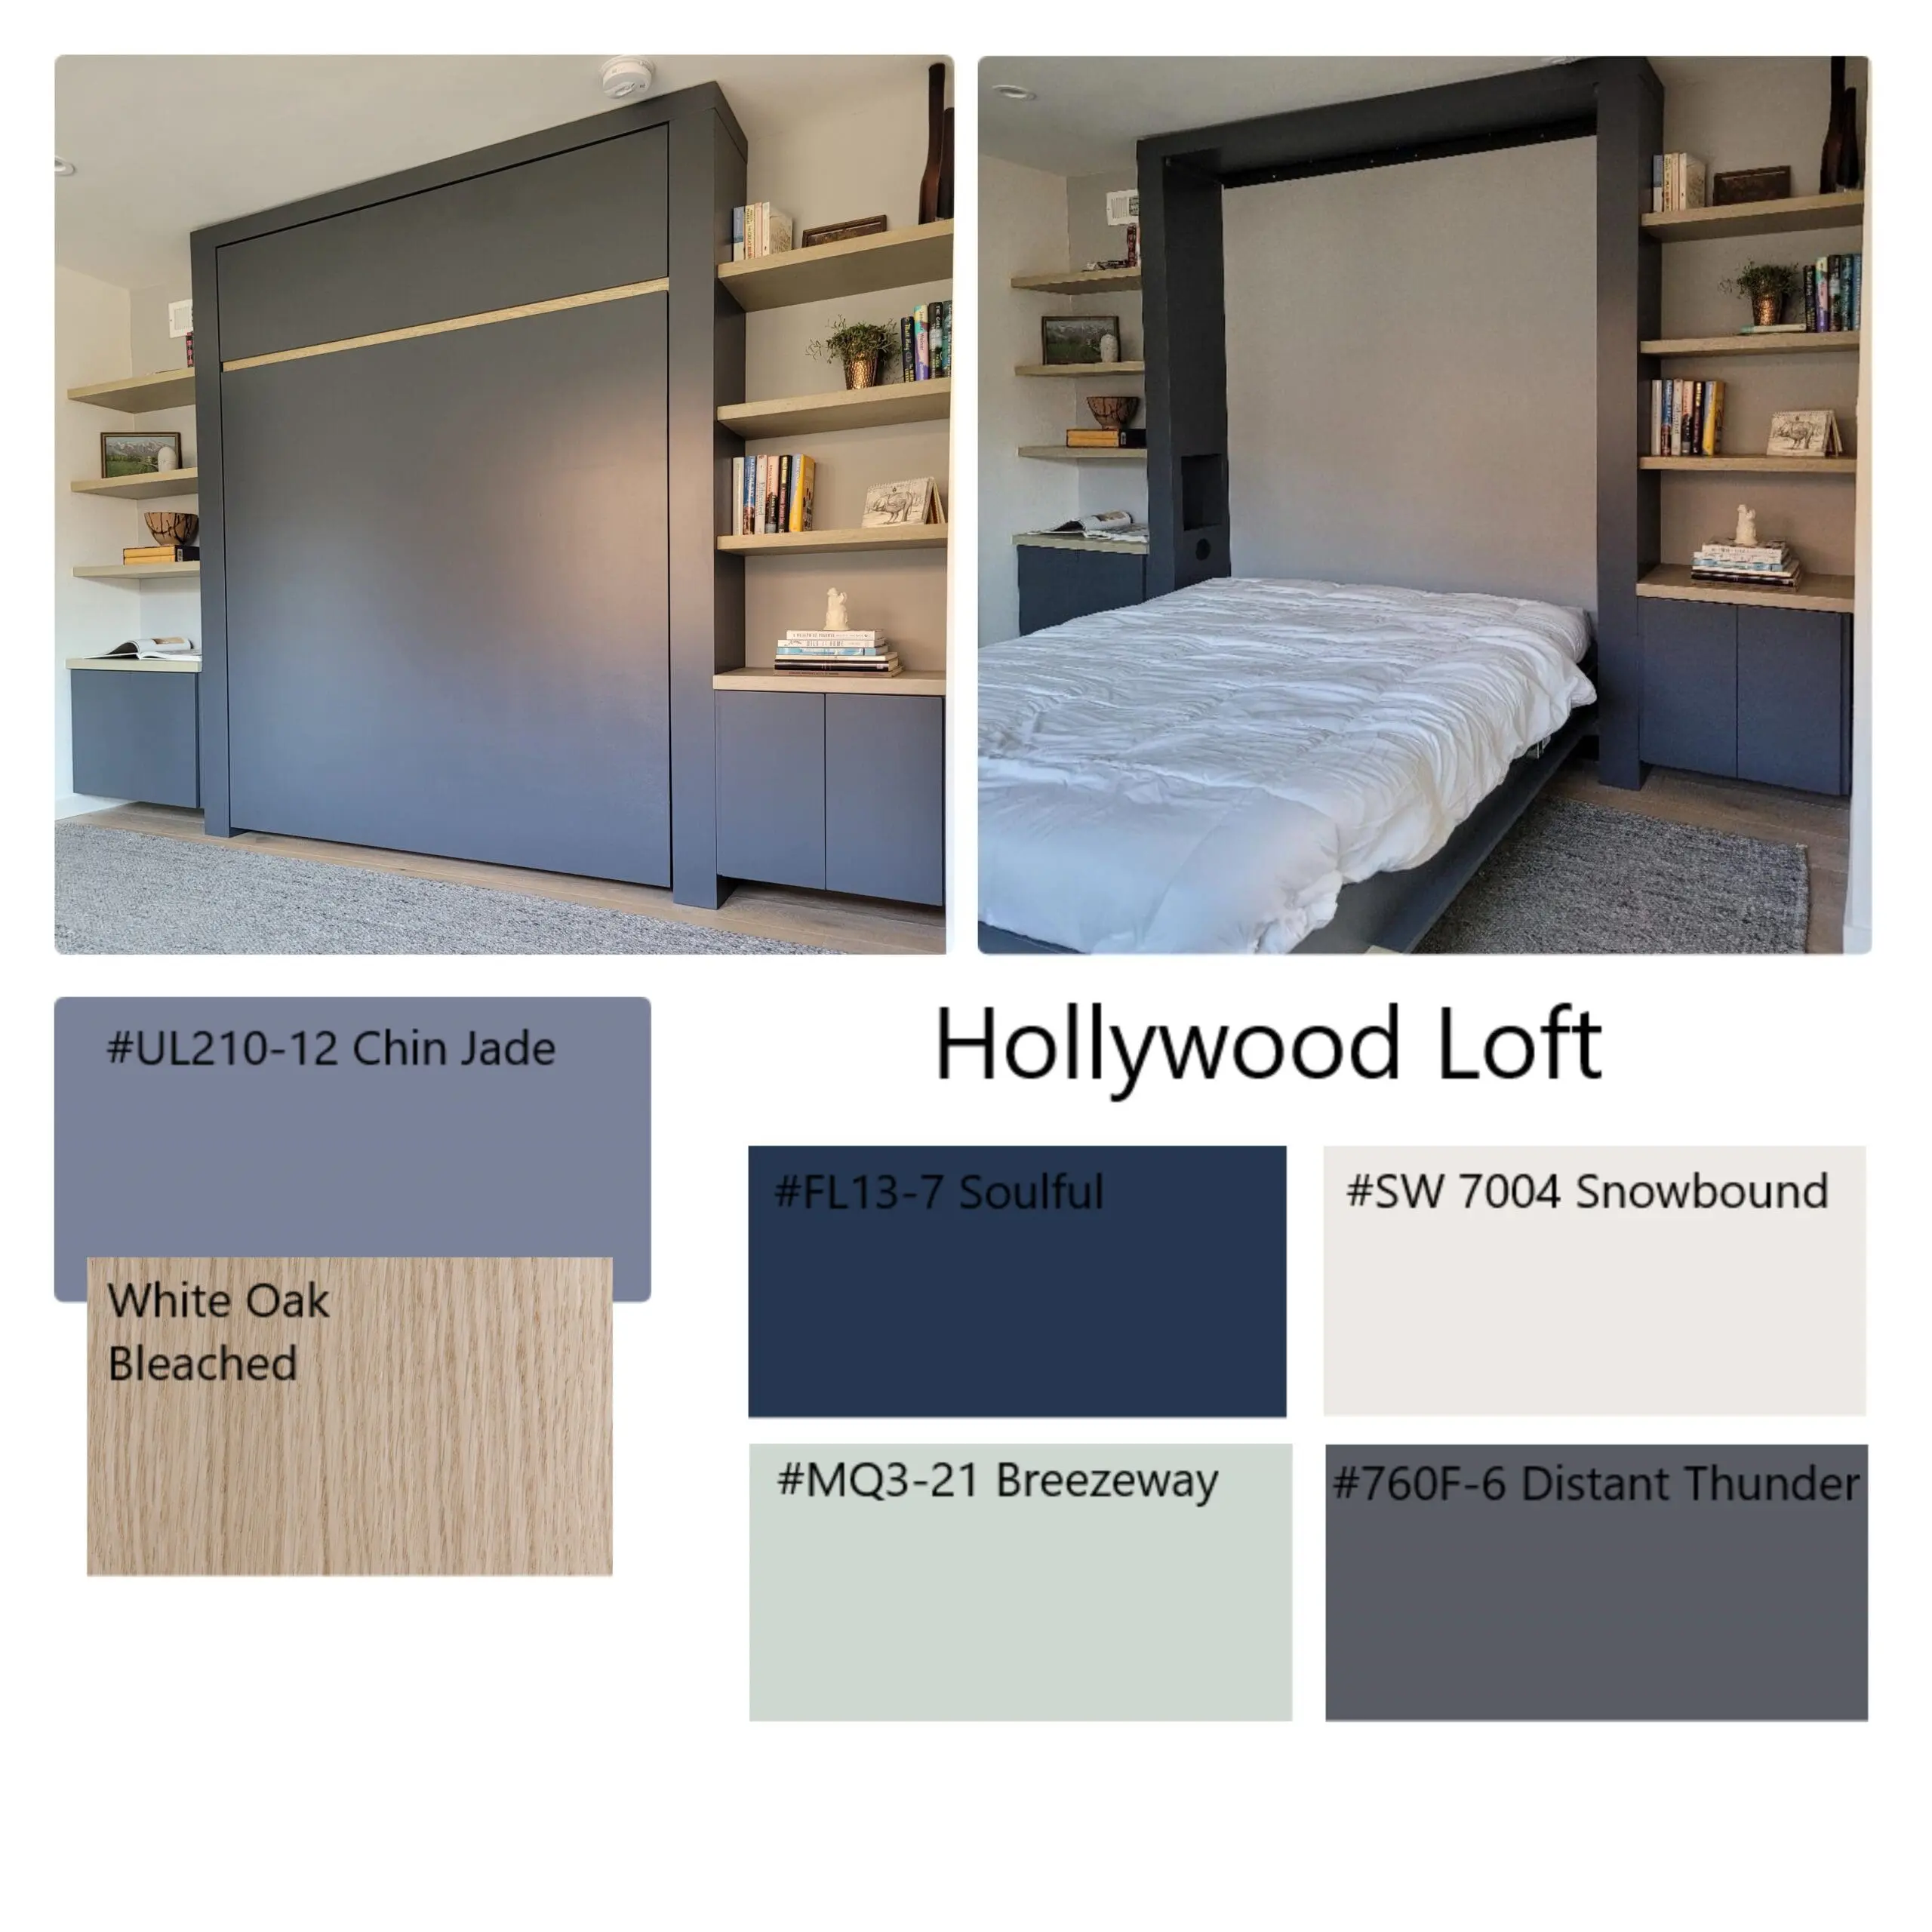 #UL210-12 Chin Jade
Hollywood Loft
White Oak
Bleached
#FL13-7 Soulful
#SW 7004 Snowbound
#MQ3-21 Breezeway
#760F-6 Distant Thunder